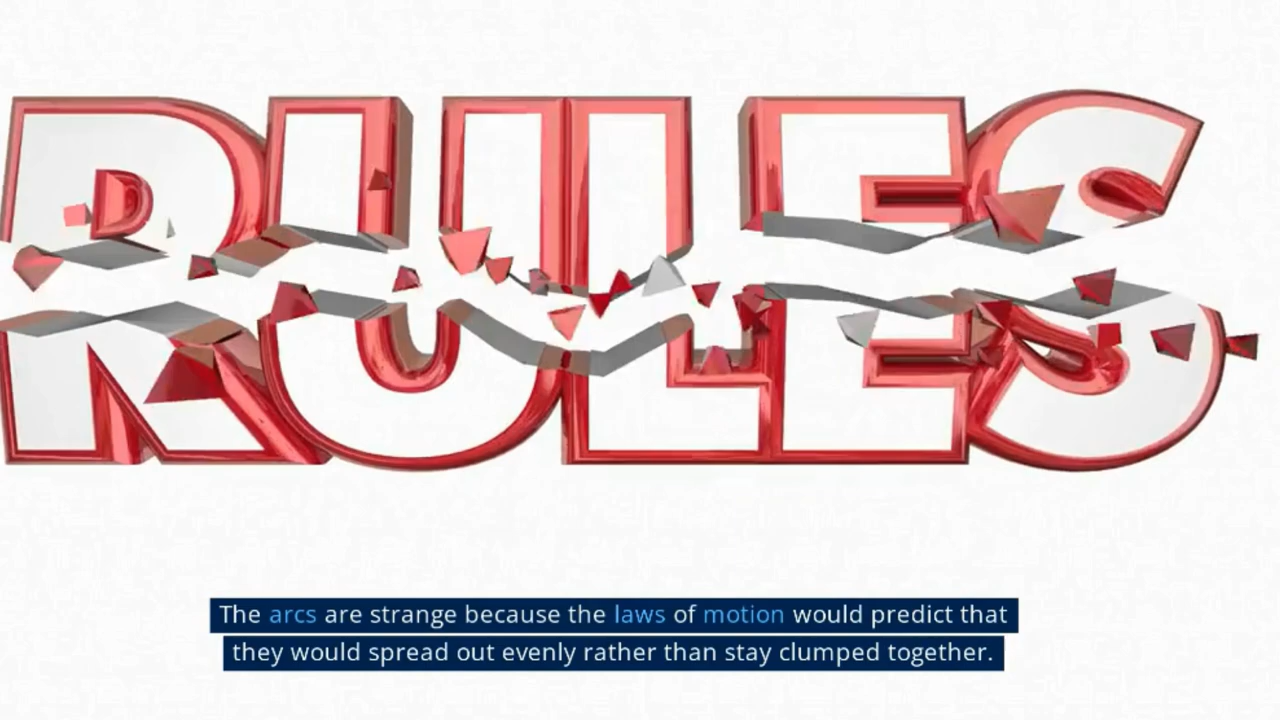 RULES
The arcs are strange because the laws of motion would predict that
they would spread out evenly rather than stay clumped together.